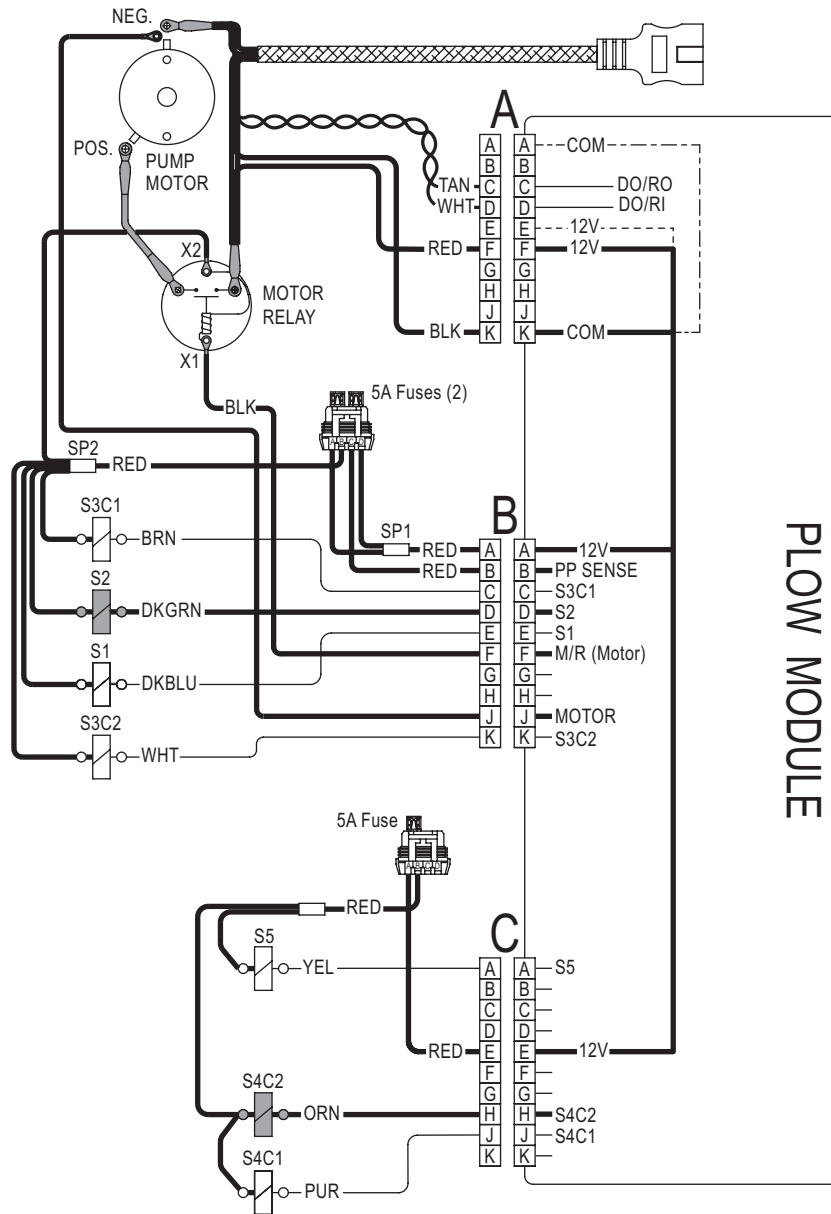 NEG.
POS.
PUMP
MOTOR
X2
MOTOR
RELAY
X1
BLK
TAN
WHT
RED
BLK
A
A
B
C
D
E
F
G
H
J
K
A
B
C
D
E
F
G
H
J
K
COM
DO/RO
DO/RI
12V
12V
COM
5A Fuses (2)
A B C D
SP2
RED
SP1
S3C1
BRN
S2
DKGRN
S1
DKBLU
S3C2
WHT
RED
RED
B
A
B
C
D
E
F
G
H
J
K
A
B
C
D
E
F
G
H
J
K
12V
PP SENSE
S3C1
S2
S1
M/R (Motor)
MOTOR
S3C2
PLOW MODULE
5A Fuse
A B C D
RED
S5
YEL
RED
S4C2
ORN
S4C1
PUR
C
A
B
C
D
E
F
G
H
J
K
A
B
C
D
E
F
G
H
J
K
S5
12V
S4C2
S4C1